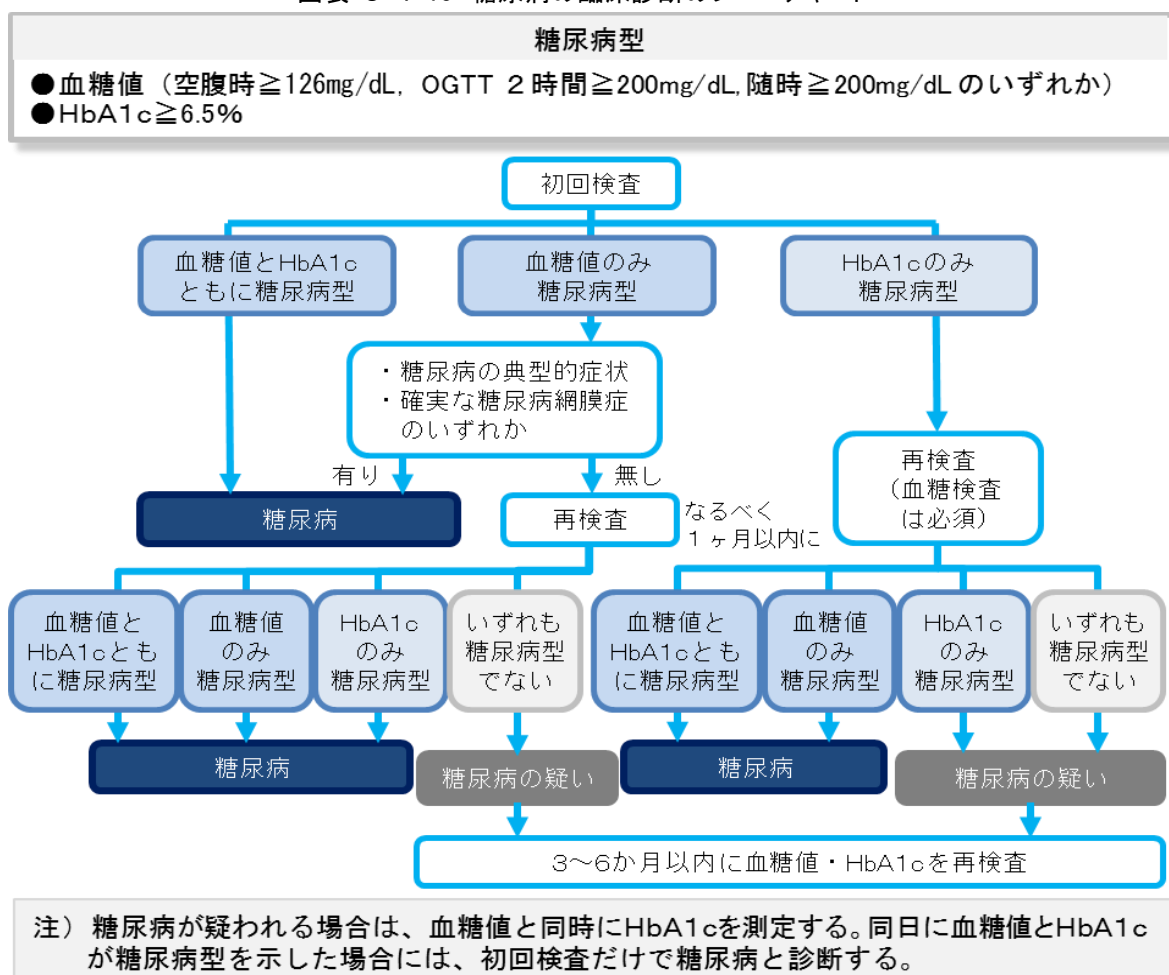 糖尿病型
●血糖値（空腹時≧126mg/dL, OGTT ２時間≧200mg/dL,随時≧200mg/dL のいずれか）
●HbA1c≧6.5%
初回検査
血糖値とHbA1c
ともに糖尿病型
血糖値のみ
糖尿病型
HbA1cのみ
糖尿病型
・糖尿病の典型的症状
・確実な糖尿病網膜症
のいずれか
有り
無し
糖尿病
再検査
なるべく
１ヶ月以内に
再検査
（血糖検査
は必須）
血糖値と
HbA1cとも
に糖尿病型
血糖値
のみ
糖尿病型
HbA1c
のみ
糖尿病型
いずれも
糖尿病型
でない
血糖値と
HbA1cとも
に糖尿病型
血糖値
のみ
糖尿病型
HbA1c
のみ
糖尿病型
いずれも
糖尿病型
でない
糖尿病
糖尿病の疑い
糖尿病
糖尿病の疑い
3～6か月以内に血糖値・HbA1cを再検査
注） 糖尿病が疑われる場合は、血糖値と同時にHbA1cを測定する。同日に血糖値とHbA1c
が糖尿病型を示した場合には、初回検査だけで糖尿病と診断する。